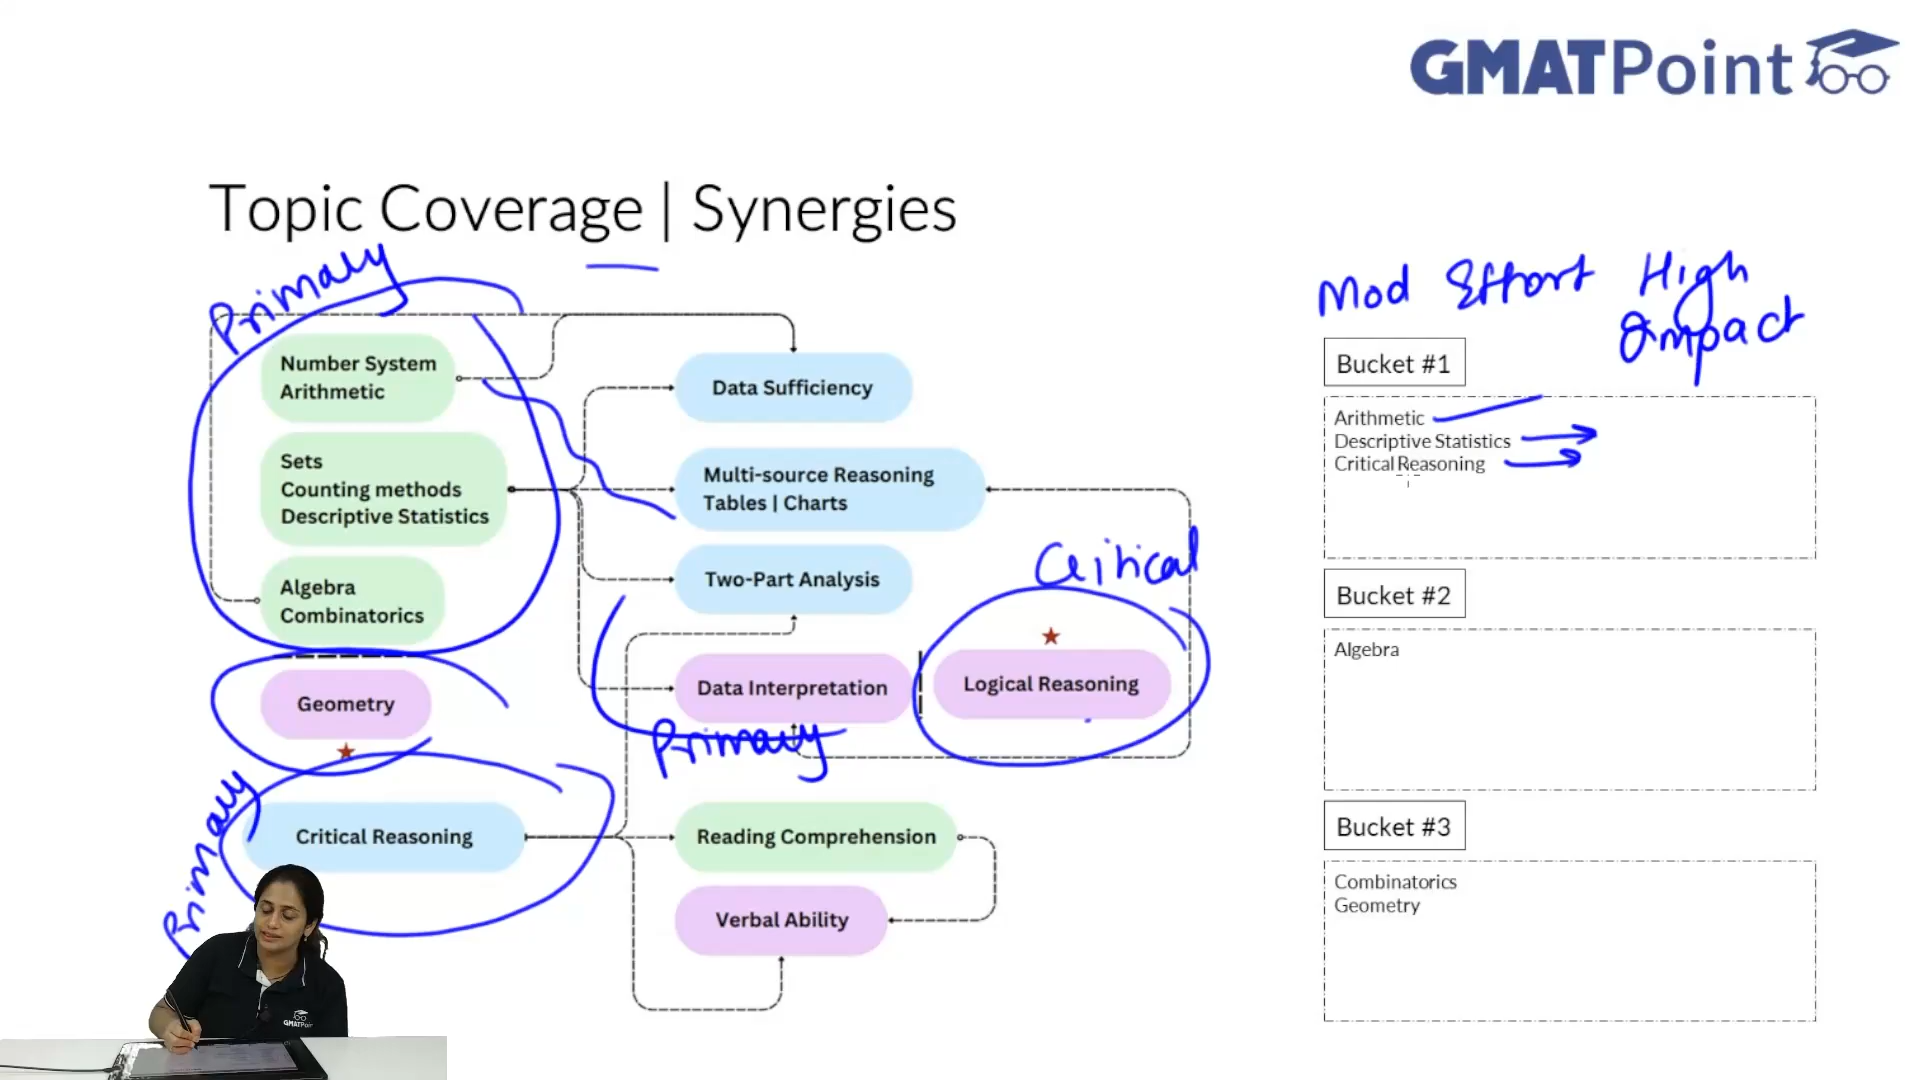 GMATPoint
Topic Coverage | Synergies
Primary
Number System
Arithmetic
Sets
Counting methods
Descriptive Statistics
Algebra
Combinatorics
Geometry
Primary
Critical Reasoning
Data Sufficiency
Multi-source Reasoning
Tables | Charts
Two-Part Analysis
Critical
Data Interpretation
Logical Reasoning
Primary
Reading Comprehension
Verbal Ability
Mod Effort High
Impact
Bucket #1
Arithmetic
Descriptive Statistics
Critical Reasoning
Bucket #2
Algebra
Bucket #3
Combinatorics
Geometry